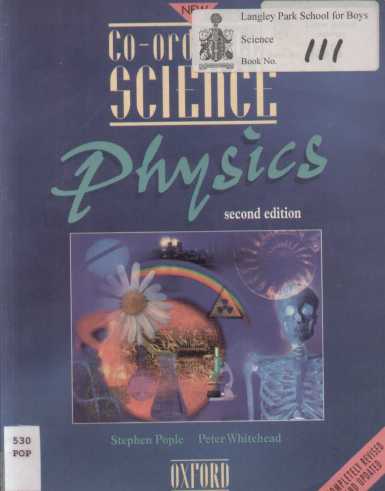 NEW
Langley Park School for Boys
Science
Book No.
111
Co-ord
SCIENCE
Physics
second edition
530
POP
Stephen Pople Peter Whitehead
COMPLETELY REVISED
AND UPDATED
OXFORD